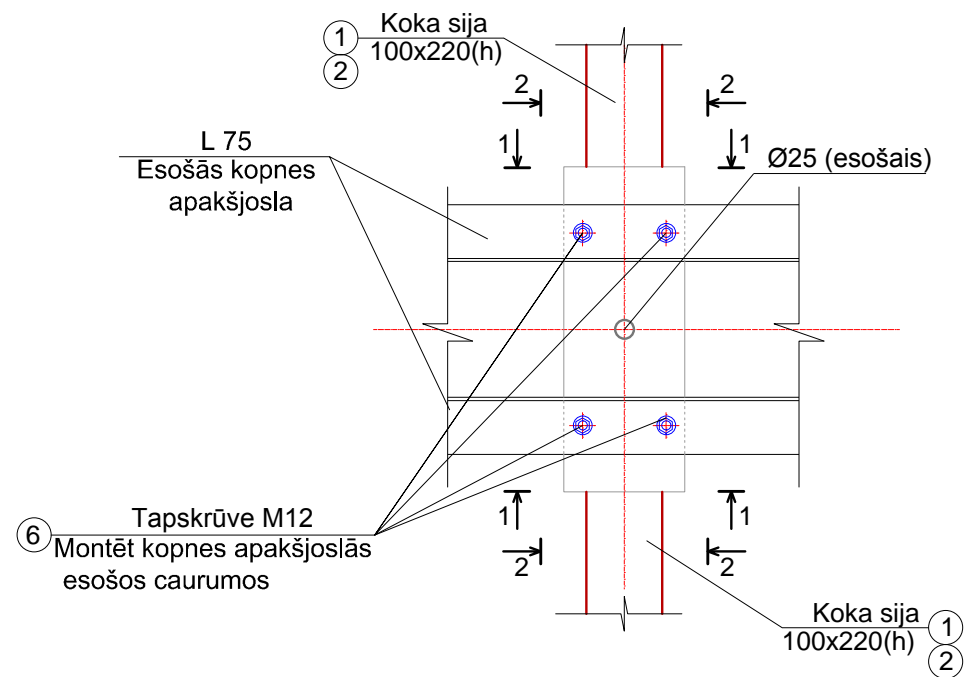 1 Koka sija
2 100x220(h)
2 2
1 1
L 75
Esošās kopnes
apakšjosla
Ø25 (esošais)
1 1
6 Tapskrūve M12
Montēt kopnes apakšjoslās
esošos caurumos
2 2
Koka sija 1
100x220(h) 2